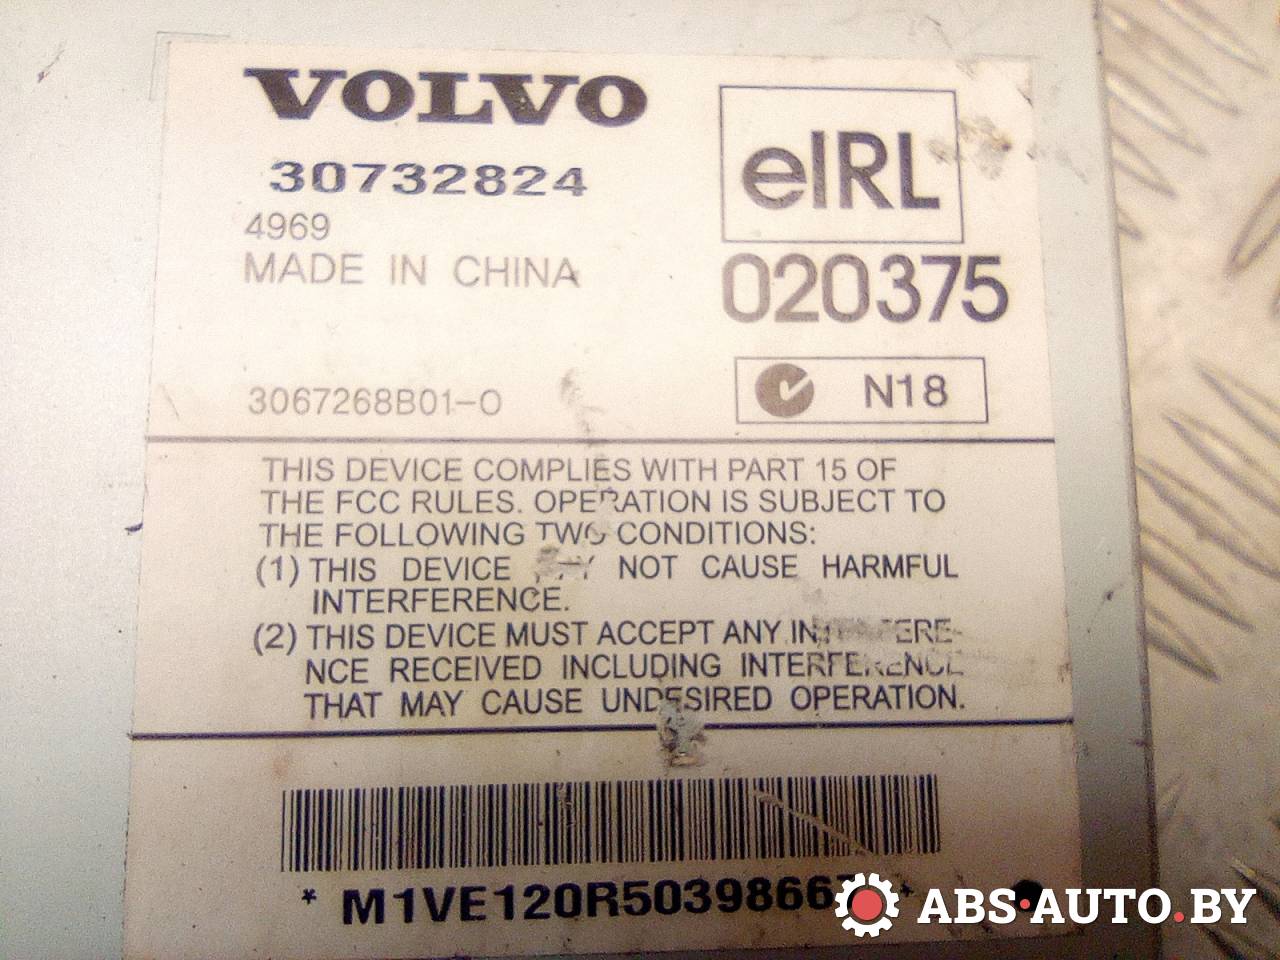 VOLVO
30732824
4969
MADE IN CHINA
eIRL
020375
3067268B01-0
N18
THIS DEVICE COMPLIES WITH PART 15 OF
THE FCC RULES. OPERATION IS SUBJECT TO
THE FOLLOWING TWO CONDITIONS:
(1) THIS DEVICE NOT CAUSE HARMFUL
INTERFERENCE.
(2) THIS DEVICE MUST ACCEPT ANY INTERFERE-
NCE RECEIVED INCLUDING INTERFERENCE
THAT MAY CAUSE UNDESIRED OPERATION.
ABS-AUTO.BY